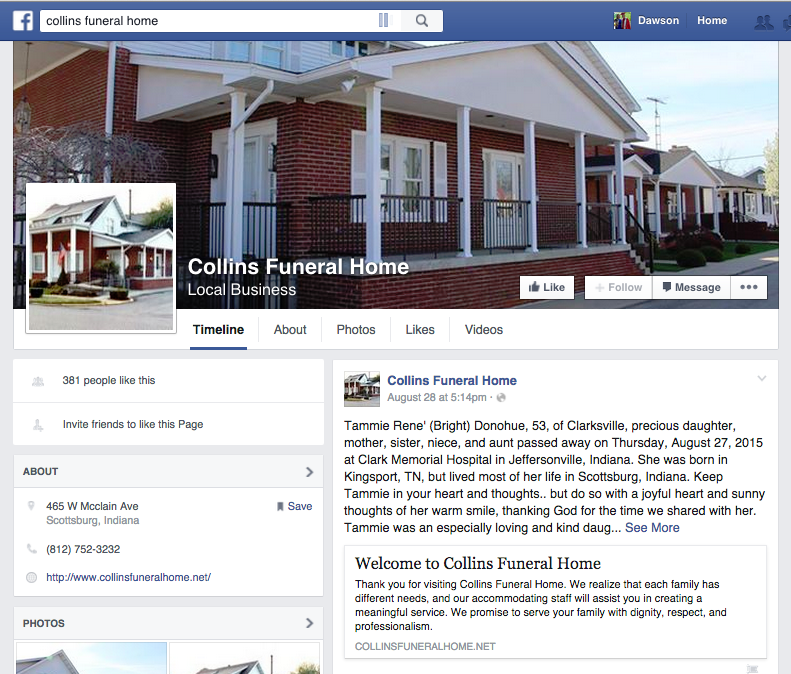 collins funeral home
Dawson Home
Collins Funeral Home
Local Business
Like
Follow
Message
Timeline About Photos Likes Videos
381 people like this
Invite friends to like this Page
ABOUT
465 W Mcclain Ave
Save
Scottsburg, Indiana
(812) 752-3232
http://www.collinsfuneralhome.net/
PHOTOS
Collins Funeral Home
August 28 at 5:14pm ·
Tammie Rene' (Bright) Donohue, 53, of Clarksville, precious daughter,
mother, sister, niece, and aunt passed away on Thursday, August 27, 2015
at Clark Memorial Hospital in Jeffersonville, Indiana. She was born in
Kingsport, TN, but lived most of her life in Scottsburg, Indiana. Keep
Tammie in your heart and thoughts.. but do so with a joyful heart and sunny
thoughts of her warm smile, thanking God for the time we shared with her.
Tammie was an especially loving and kind daug... See More
Welcome to Collins Funeral Home
Thank you for visiting Collins Funeral Home. We realize that each family has
different needs, and our accommodating staff will assist you in creating a
meaningful service. We promise to serve your family with dignity, respect, and
professionalism.
COLLINSFUNERALHOME.NET